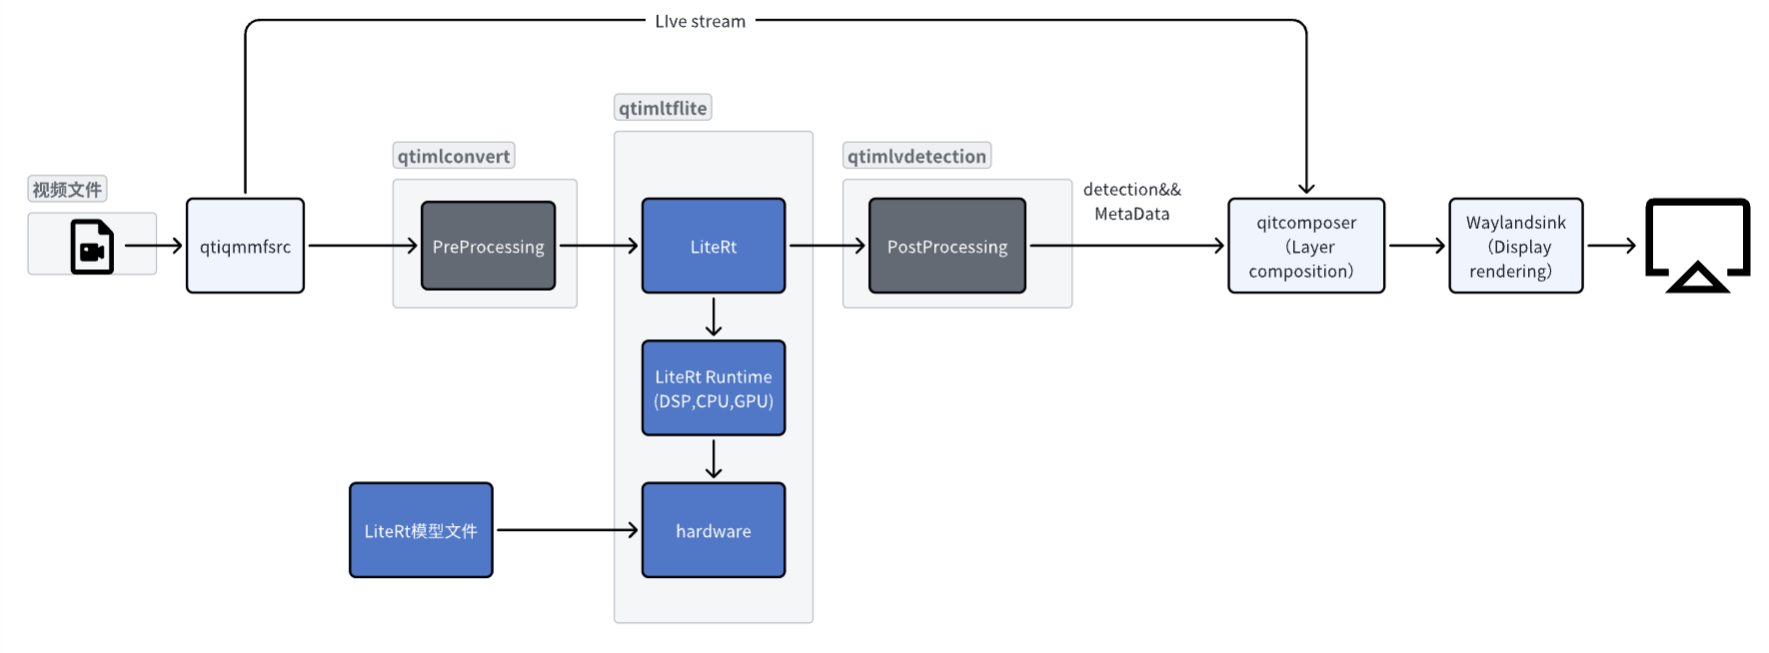 LIve stream
qtimltflite
qtimlconvert
qtimlvdetection
视频文件
detection&&
MetaData
qtiqmmfsrc
PreProcessing
LiteRt
PostProcessing
qitcomposer
（Layer
composition）
Waylandsink
（Display
rendering）
LiteRt Runtime
(DSP,CPU,GPU)
LiteRt模型文件
hardware